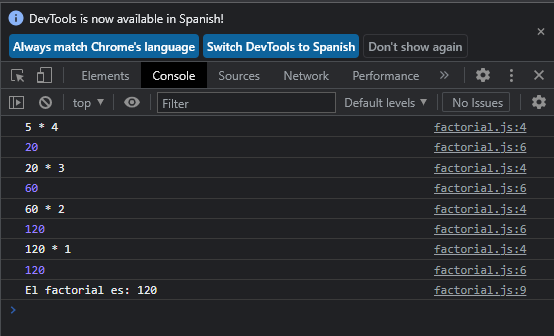 DevTools is now available in Spanish!
Always match Chrome's language Switch DevTools to Spanish Don't show again
Elements Console Sources Network Performance
top Filter Default levels No Issues
5 * 4 factorial.js:4
20 factorial.js:6
20 * 3 factorial.js:4
60 factorial.js:6
60 * 2 factorial.js:4
120 factorial.js:6
120 * 1 factorial.js:4
120 factorial.js:6
El factorial es: 120 factorial.js:9